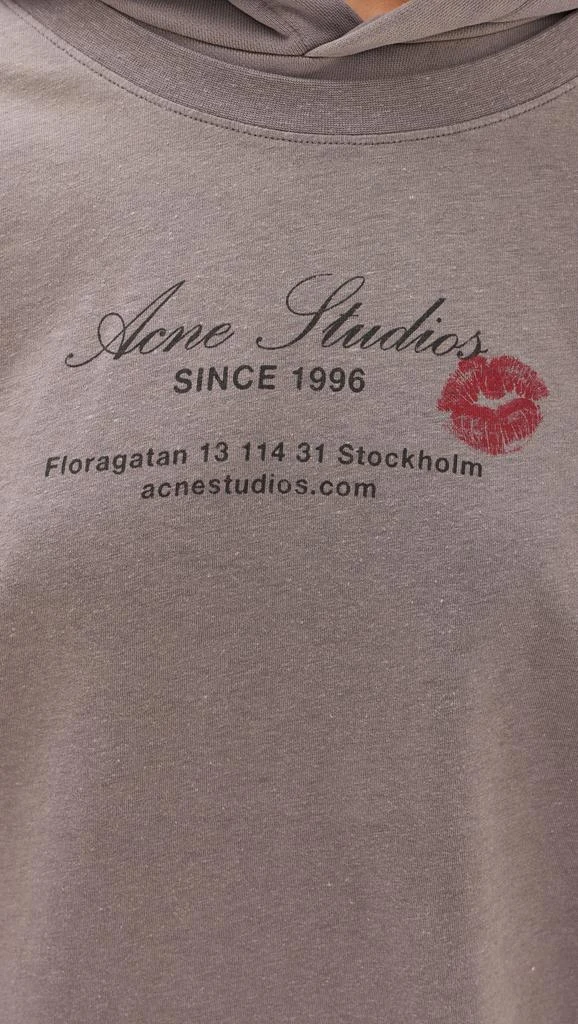 Acne Studios
SINCE 1996
Floragatan 13 114 31 Stockholm
acnestudios.com